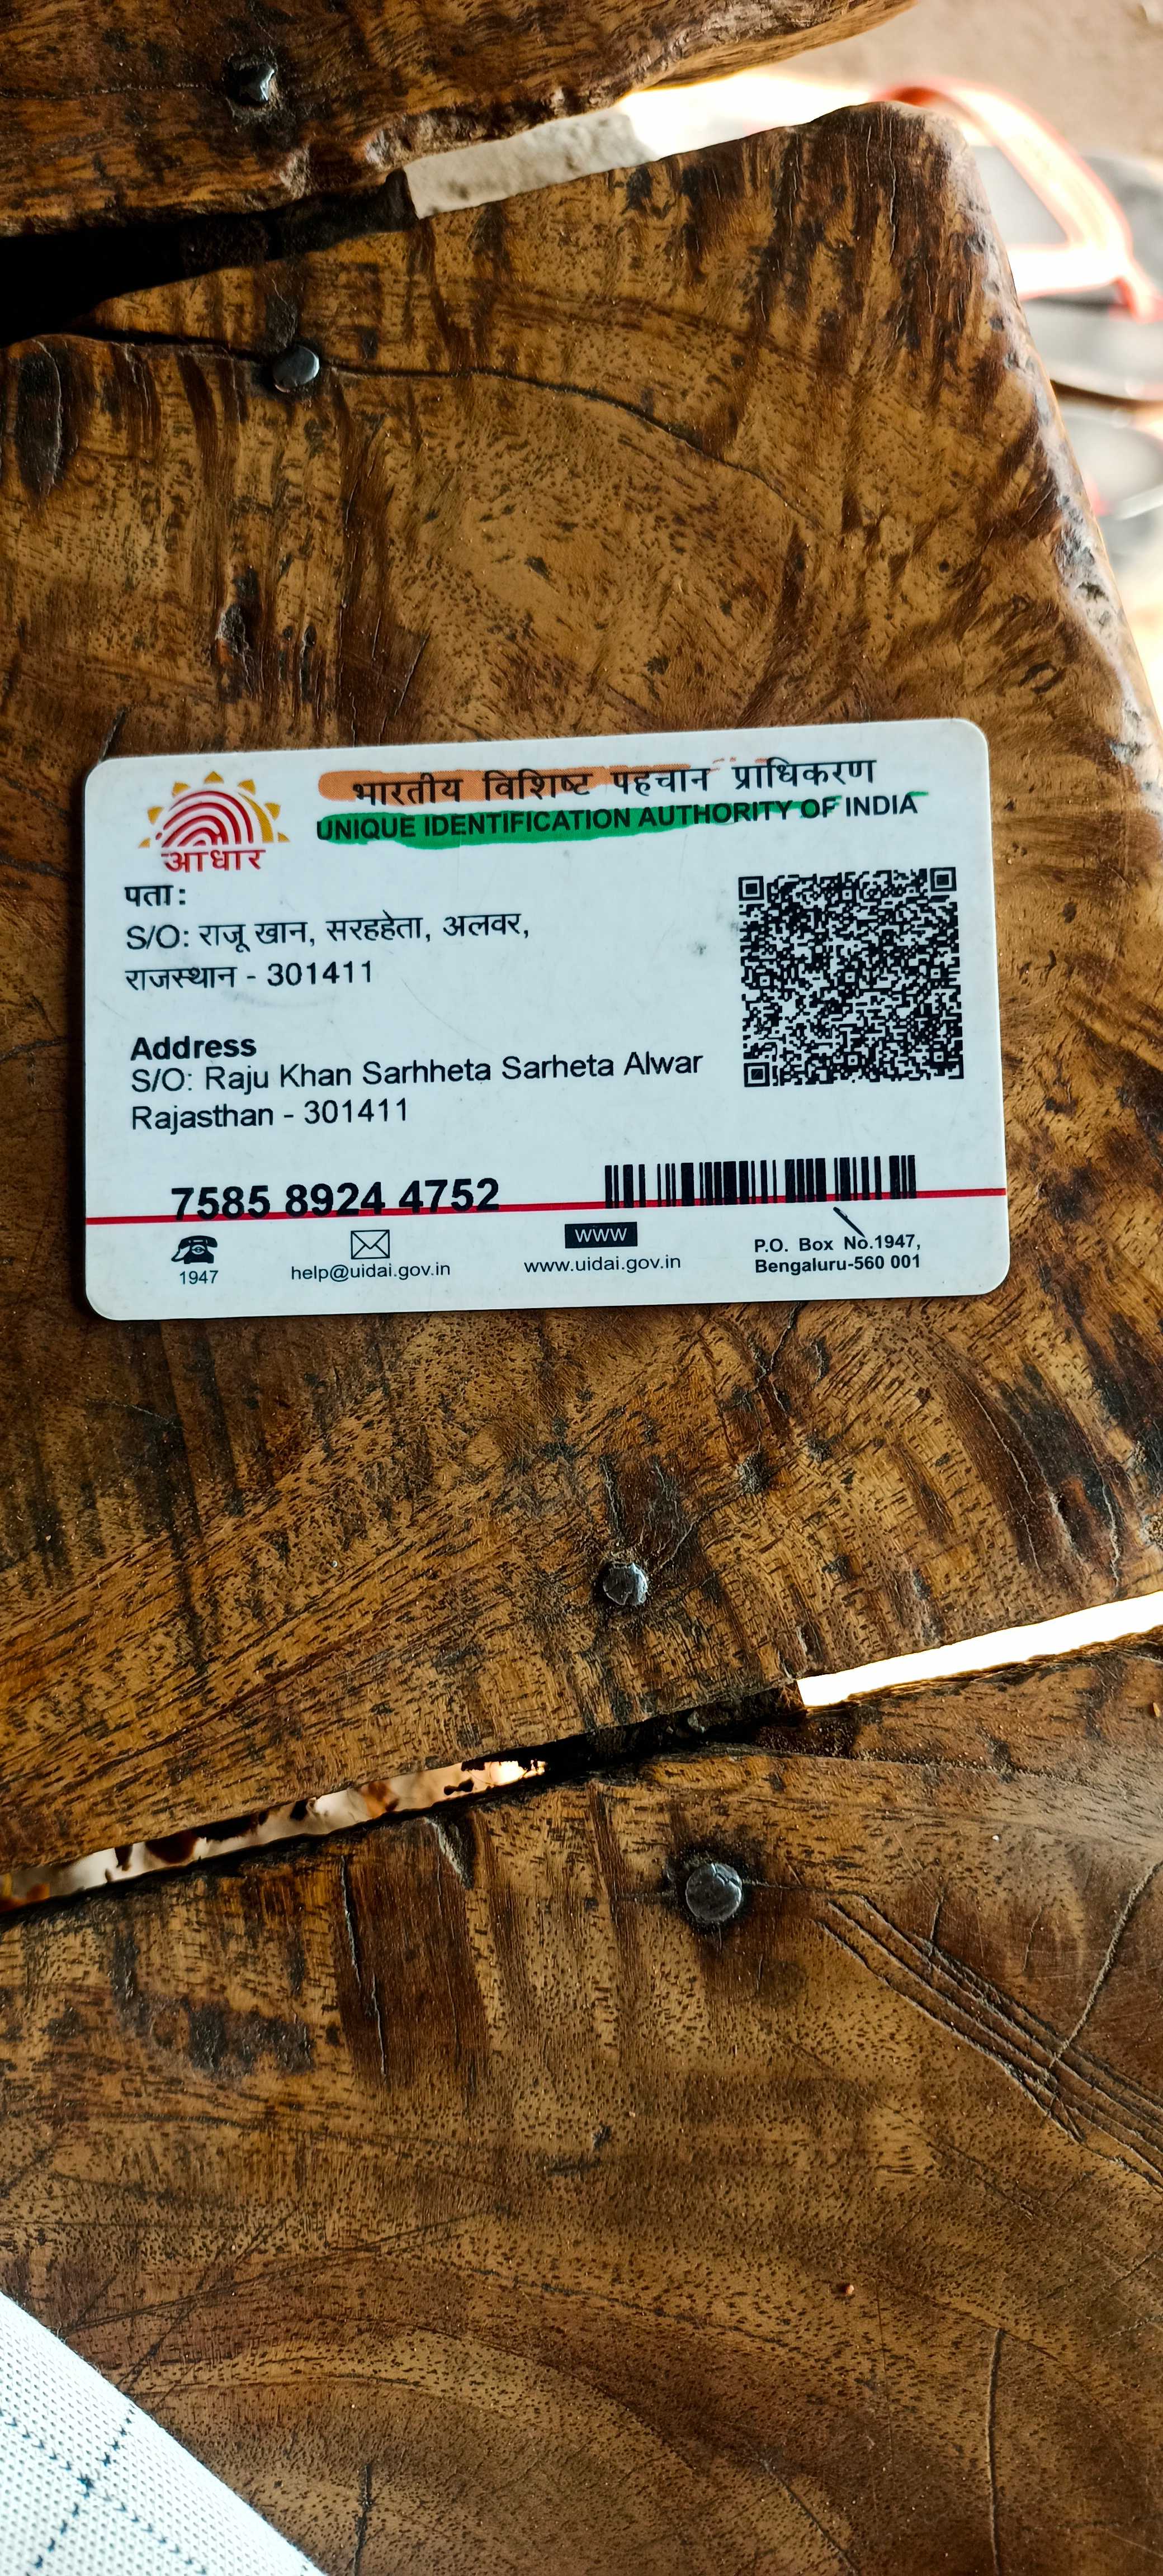 भारतीय विशिष्ट पहचान प्राधिकरण
UNIQUE IDENTIFICATION AUTHORITY OF INDIA
आधार
पता:
S/O: राजू खान, सरहहेता, अलवर,
राजस्थान - 301411
Address
S/O: Raju Khan Sarhheta Sarheta Alwar
Rajasthan - 301411
7585 8924 4752
1947
help@uidai.gov.in
WWW
www.uidai.gov.in
P.O. Box No.1947,
Bengaluru-560 001